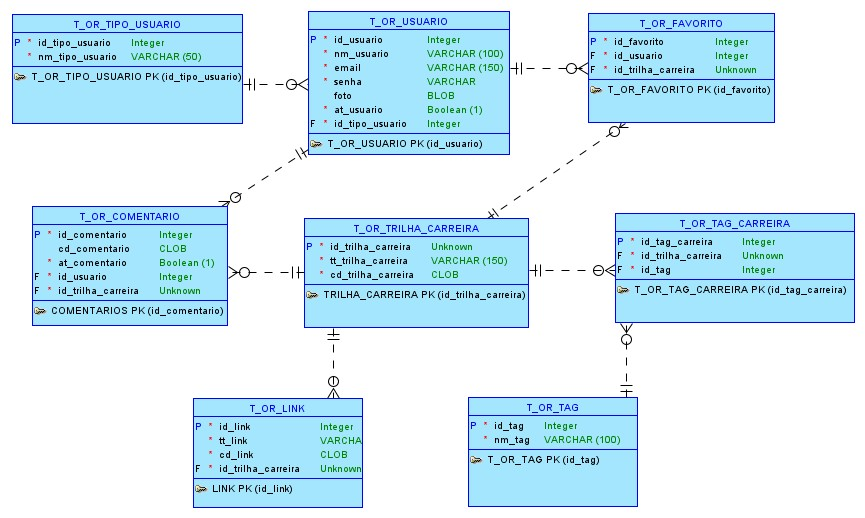 T_OR_TIPO_USUARIO
P * id_tipo_usuario Integer
* nm_tipo_usuario VARCHAR (50)
T_OR_TIPO_USUARIO PK (id_tipo_usuario)
T_OR_USUARIO
P * id_usuario Integer
* nm_usuario VARCHAR (100)
* email VARCHAR (150)
* senha VARCHAR
foto BLOB
* at_usuario Boolean (1)
F * id_tipo_usuario Integer
T_OR_USUARIO PK (id_usuario)
T_OR_FAVORITO
P * id_favorito Integer
F * id_usuario Integer
F * id_trilha_carreira Unknown
T_OR_FAVORITO PK (id_favorito)
T_OR_COMENTARIO
P * id_comentario Integer
cd_comentario CLOB
* at_comentario Boolean (1)
F * id_usuario Integer
F * id_trilha_carreira Unknown
COMENTARIOS PK (id_comentario)
T_OR_TRILHA_CARREIRA
P * id_trilha_carreira Unknown
* tt_trilha_carreira VARCHAR (150)
* cd_trilha_carreira CLOB
TRILHA_CARREIRA PK (id_trilha_carreira)
T_OR_TAG_CARREIRA
P * id_tag_carreira Integer
F * id_trilha_carreira Unknown
F * id_tag Integer
T_OR_TAG_CARREIRA PK (id_tag_carreira)
T_OR_LINK
P * id_link Integer
* tt_link VARCHA
* cd_link CLOB
F * id_trilha_carreira Unknown
LINK PK (id_link)
T_OR_TAG
P * id_tag Integer
* nm_tag VARCHAR (100)
T_OR_TAG PK (id_tag)